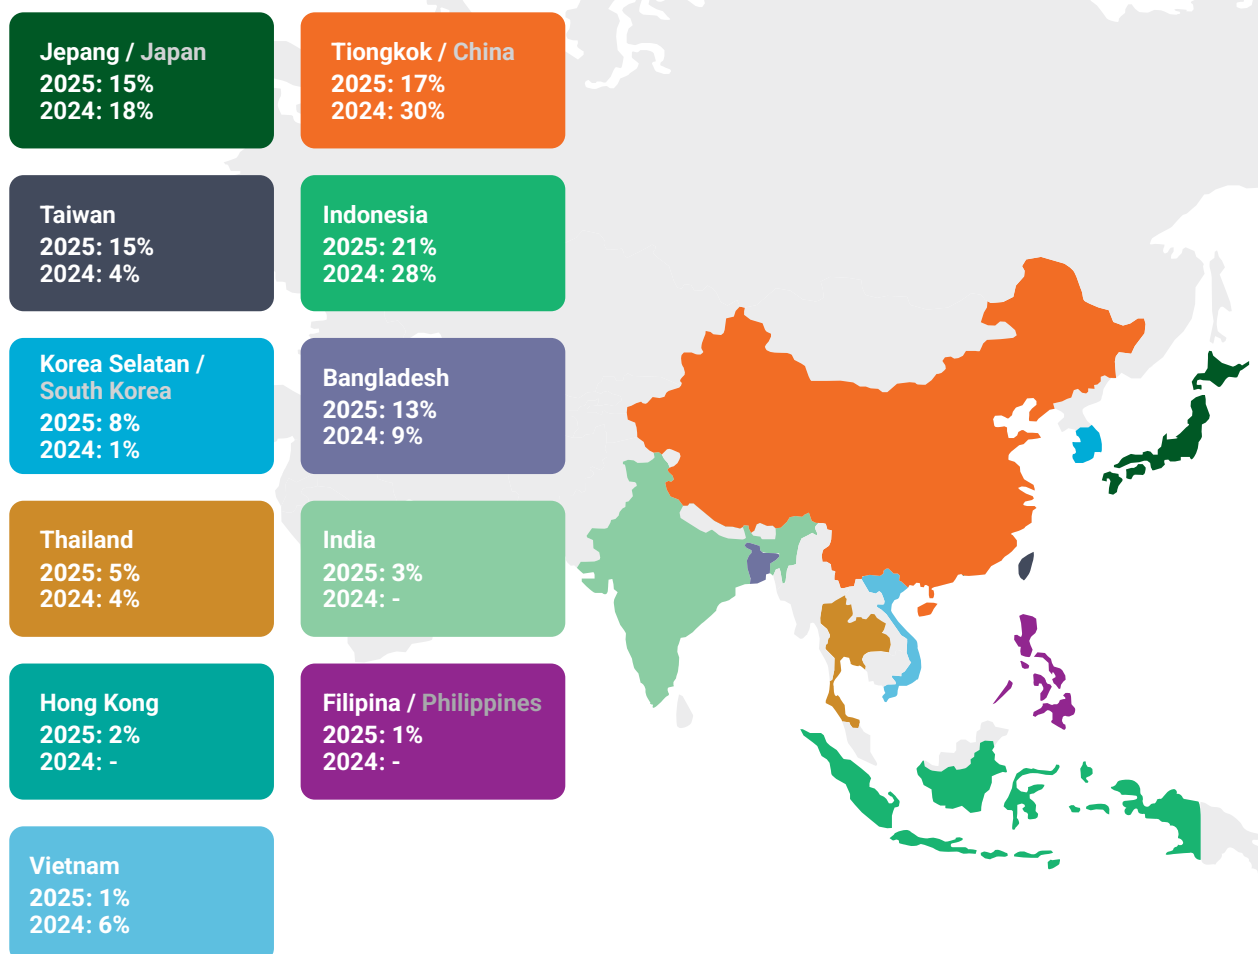 Jepang / Japan
2025: 15%
2024: 18%
Tiongkok / China
2025: 17%
2024: 30%
Taiwan
2025: 15%
2024: 4%
Indonesia
2025: 21%
2024: 28%
Korea Selatan /
South Korea
2025: 8%
2024: 1%
Bangladesh
2025: 13%
2024: 9%
Thailand
2025: 5%
2024: 4%
India
2025: 3%
2024: -
Hong Kong
2025: 2%
2024: -
Filipina / Philippines
2025: 1%
2024: -
Vietnam
2025: 1%
2024: 6%